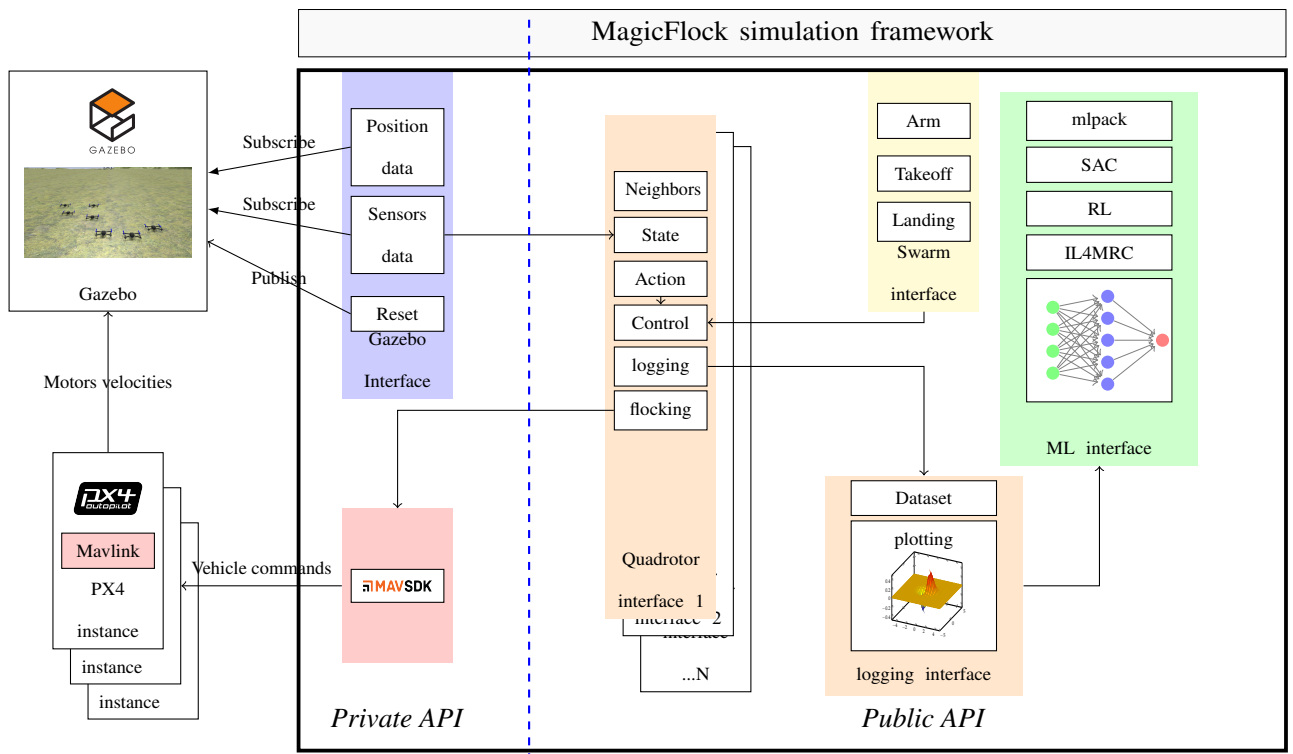 MagicFlock simulation framework
GAZEBO
Gazebo
Subscribe
Subscribe
Publish
Position
data
Sensors
data
Reset
Gazebo
Interface
Motors velocities
PX4
autopilot
Mavlink
PX4
instance
instance
instance
Vehicle commands
MAVSDK
Private API
Neighbors
State
Action
Control
logging
flocking
Quadrotor
interface 1
interface 2
interface
...N
Arm
Takeoff
Landing
Swarm
interface
mlpack
SAC
RL
IL4MRC
ML interface
Dataset
plotting
logging interface
Public API